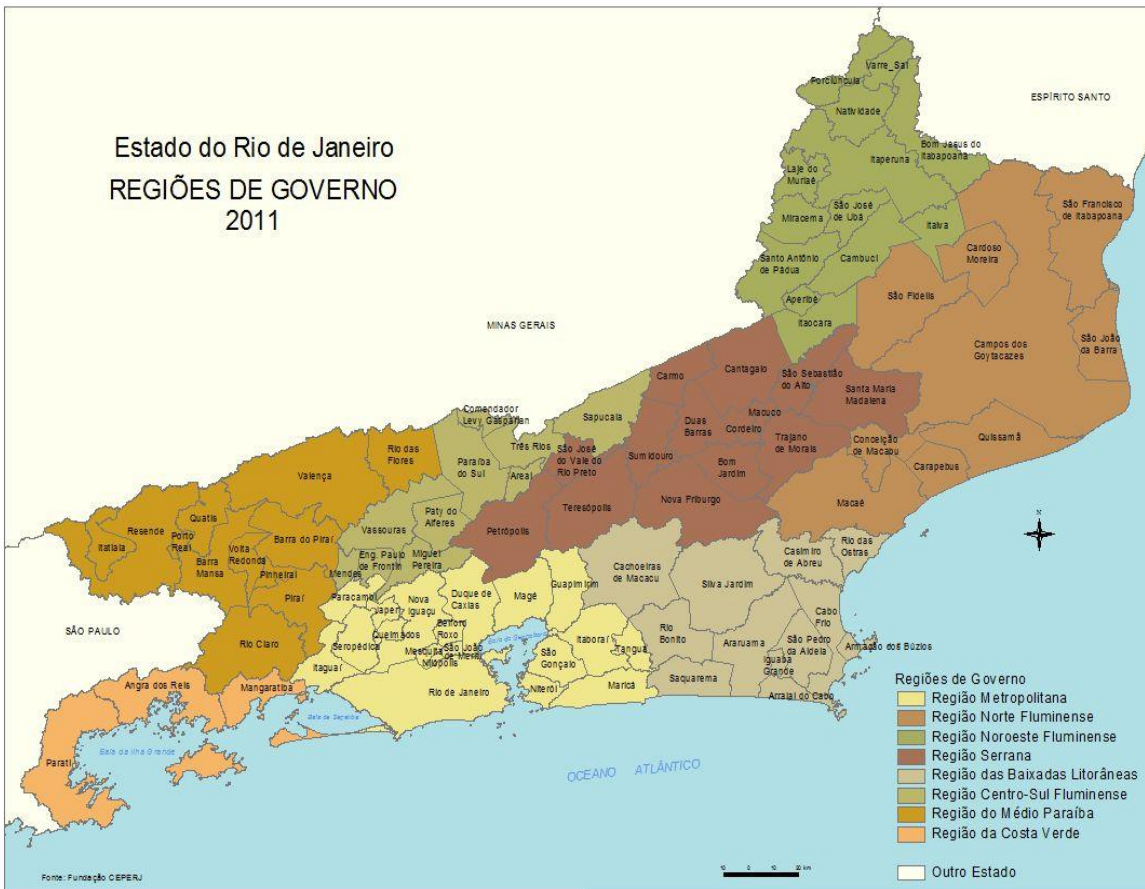 Estado do Rio de Janeiro
REGIÕES DE GOVERNO
2011
ESPÍRITO SANTO
MINAS GERAIS
SÃO PAULO
Varre_Sai
Porciúncula
Natividade
Bom Jesus do
Itabapoana
Itaperuna
Laje do
Muriaé
São José
de Ubá
Miracema
Italva
São Francisco
de Itabapoana
Cardoso
Moreira
Santo Antônio
de Pádua
Cambuci
São Fidelis
Aperibé
Itaocara
Campos dos
Goytacazes
São João
da Barra
Cantagalo
Carmo
São Sebastião
do Alto
Santa Maria
Madalena
Macuco
Cordeiro
Duas
Barras
Trajano
de Morais
Sumidouro
Bom
Jardim
Conceição
de Macabu
Quissamã
Carapebus
Macaé
Nova Friburgo
Teresópolis
Petrópolis
São José
do Vale do
Rio Preto
Sapucaia
Comendador
Levy Gasparian
Três Rios
Areal
Paraíba
do Sul
Rio das
Flores
Valença
Paty do
Alferes
Vassouras
Miguel
Pereira
Eng. Paulo
de Frontin
Mendes
Resende
Itatiaia
Quatis
Porto
Real
Barra
Mansa
Volta
Redonda
Barra do Piraí
Pinheiral
Piraí
Rio Claro
Paracambi
Japeri
Nova
Iguaçu
Duque de
Caxias
Magé
Guapimirim
Queimados
Belford
Roxo
Seropédica
Mesquita
São João
de Meriti
Nilópolis
Itaguaí
Rio de Janeiro
Baia da Guanabara
São
Gonçalo
Niterói
Itaboraí
Tanguá
Maricá
Cachoeiras
de Macacu
Silva Jardim
Casimiro
de Abreu
Rio das
Ostras
Rio
Bonito
Araruama
Cabo
Frio
São Pedro
da Aldeia
Iguaba
Grande
Armação dos Búzios
Saquarema
Arraial do Cabo
Angra dos Reis
Mangaratiba
Parati
Baia de Sepetiba
Baia da Ilha Grande
OCEANO ATLÂNTICO
N
Regiões de Governo
Região Metropolitana
Região Norte Fluminense
Região Noroeste Fluminense
Região Serrana
Região das Baixadas Litorâneas
Região Centro-Sul Fluminense
Região do Médio Paraíba
Região da Costa Verde
Outro Estado
10 0 10 20 km
Fonte: Fundação CEPERJ